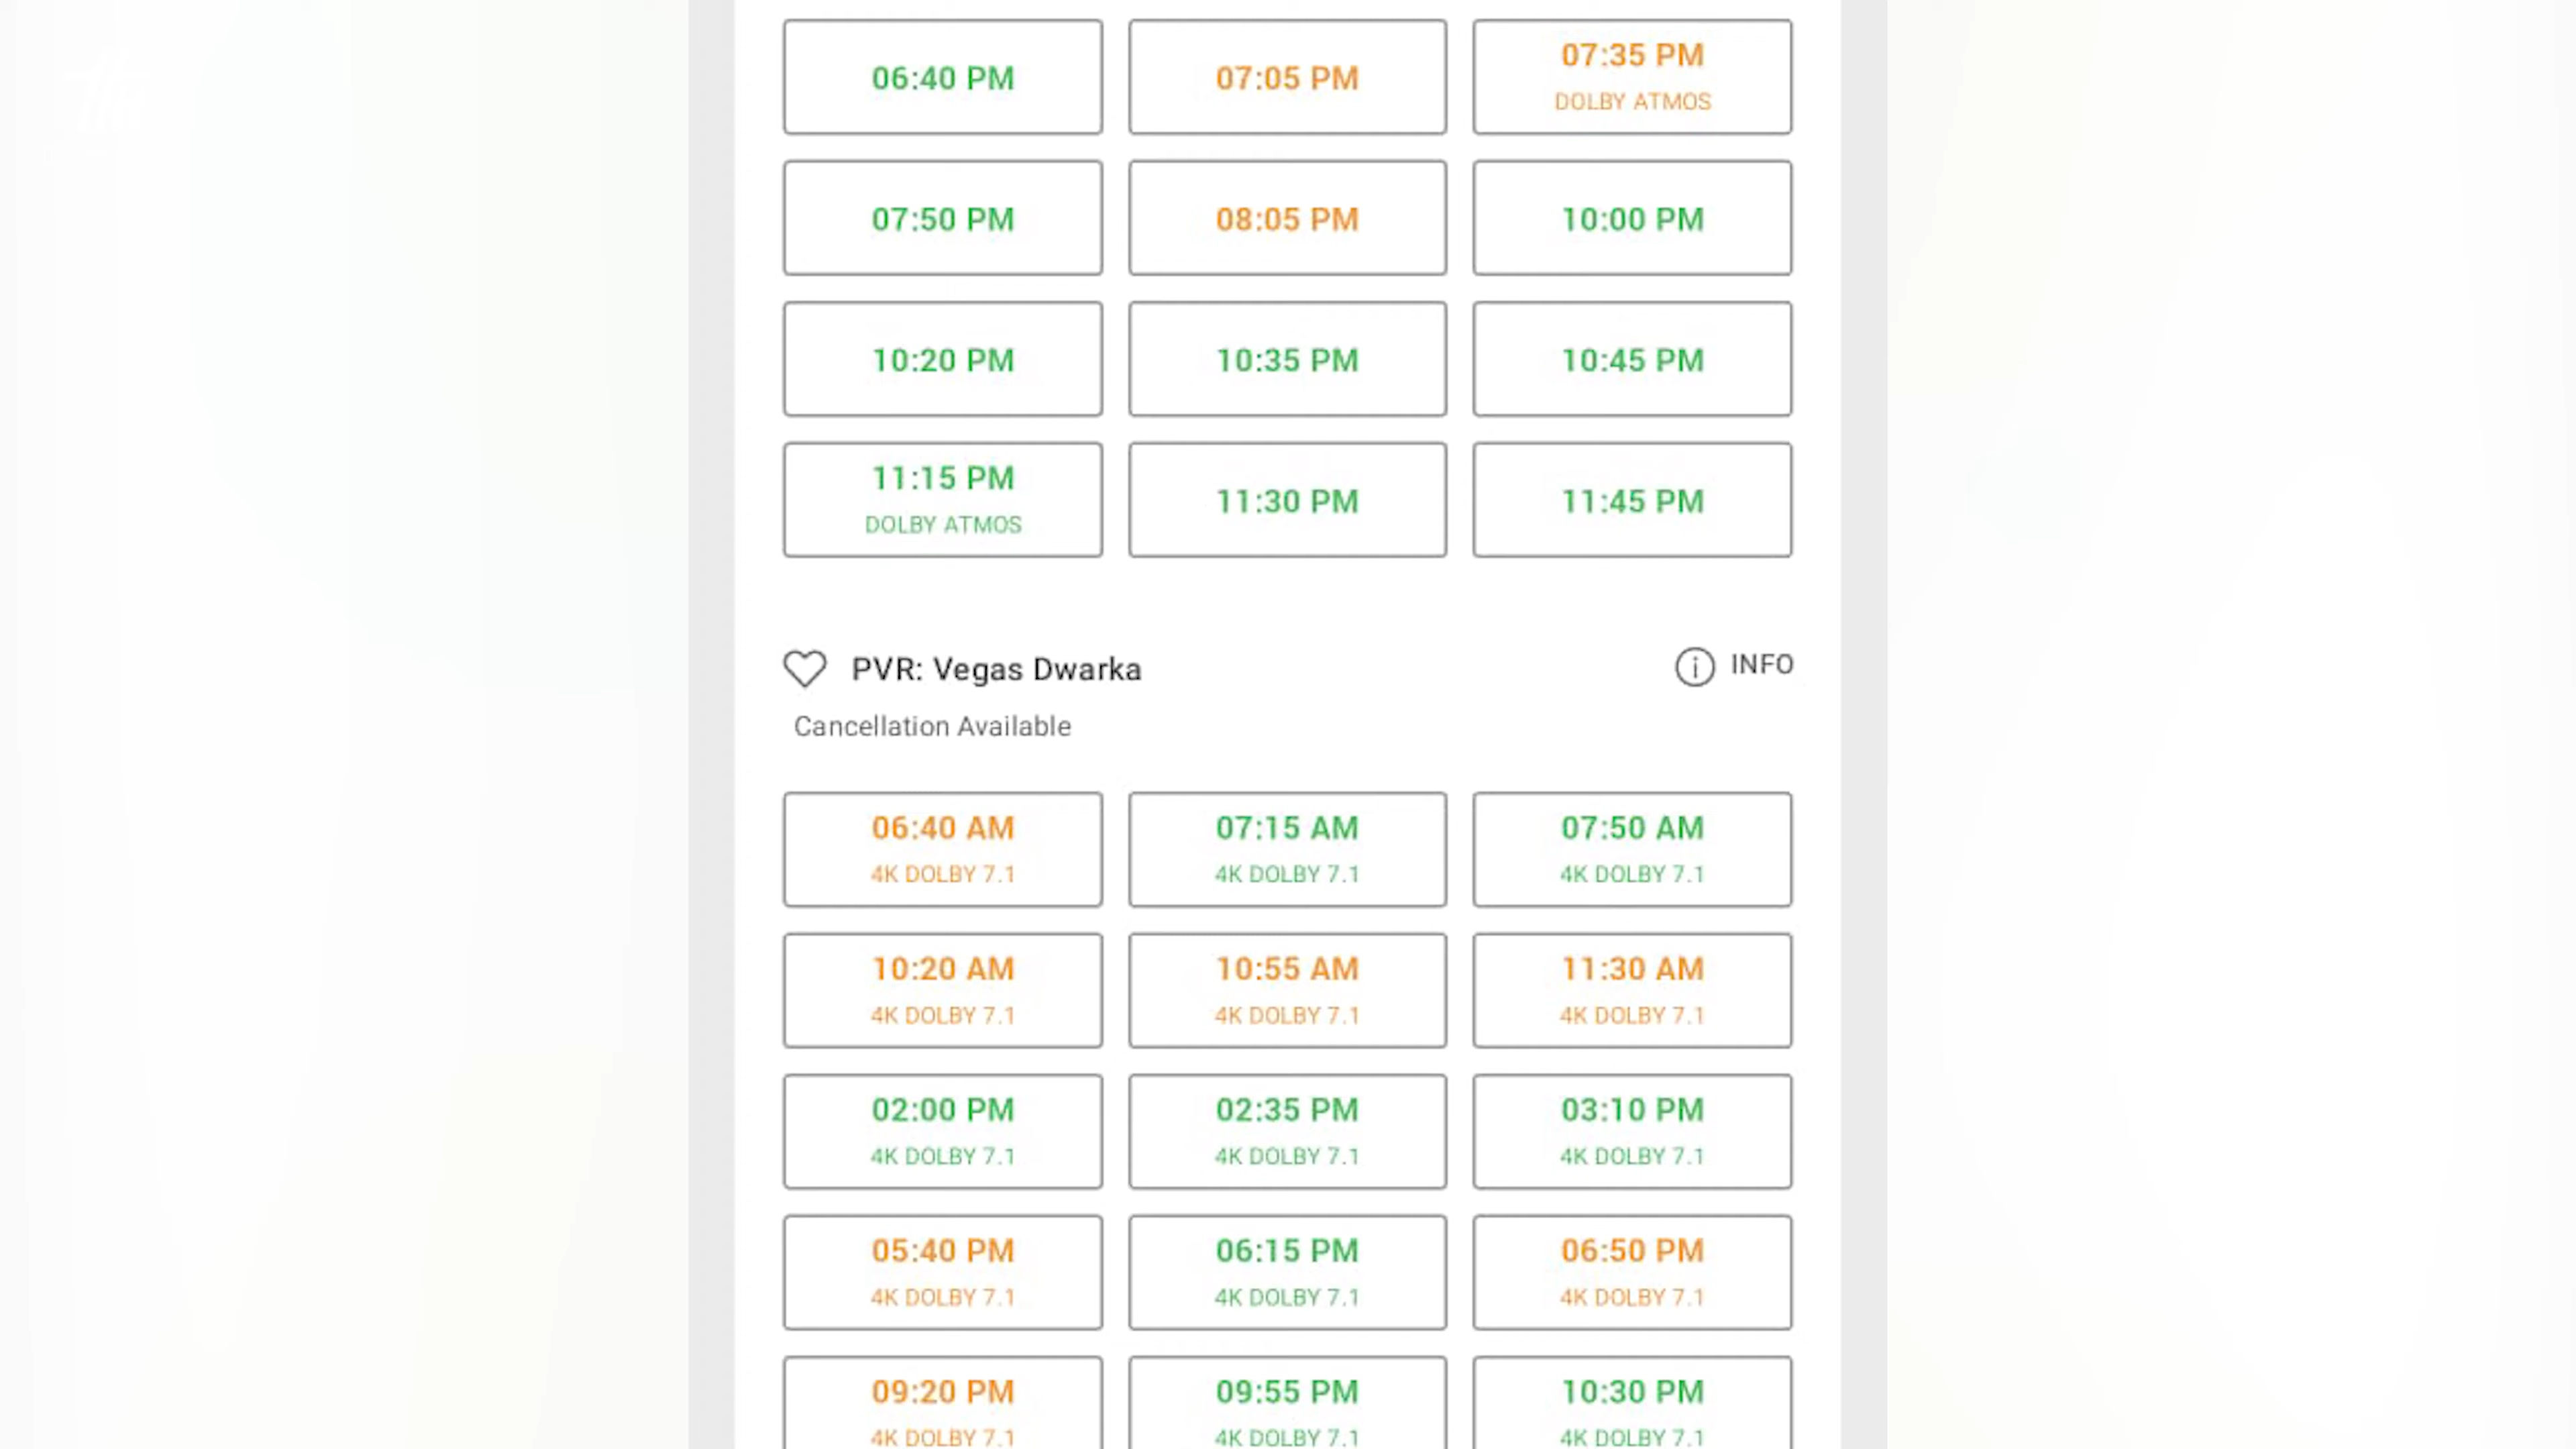 06:40 PM 07:05 PM 07:35 PM
DOLBY ATMOS
07:50 PM 08:05 PM 10:00 PM
10:20 PM 10:35 PM 10:45 PM
11:15 PM 11:30 PM 11:45 PM
DOLBY ATMOS
PVR: Vegas Dwarka INFO
Cancellation Available
06:40 AM 07:15 AM 07:50 AM
4K DOLBY 7.1 4K DOLBY 7.1 4K DOLBY 7.1
10:20 AM 10:55 AM 11:30 AM
4K DOLBY 7.1 4K DOLBY 7.1 4K DOLBY 7.1
02:00 PM 02:35 PM 03:10 PM
4K DOLBY 7.1 4K DOLBY 7.1 4K DOLBY 7.1
05:40 PM 06:15 PM 06:50 PM
4K DOLBY 7.1 4K DOLBY 7.1 4K DOLBY 7.1
09:20 PM 09:55 PM 10:30 PM
4K DOLBY 7.1 4K DOLBY 7.1 4K DOLBY 7.1